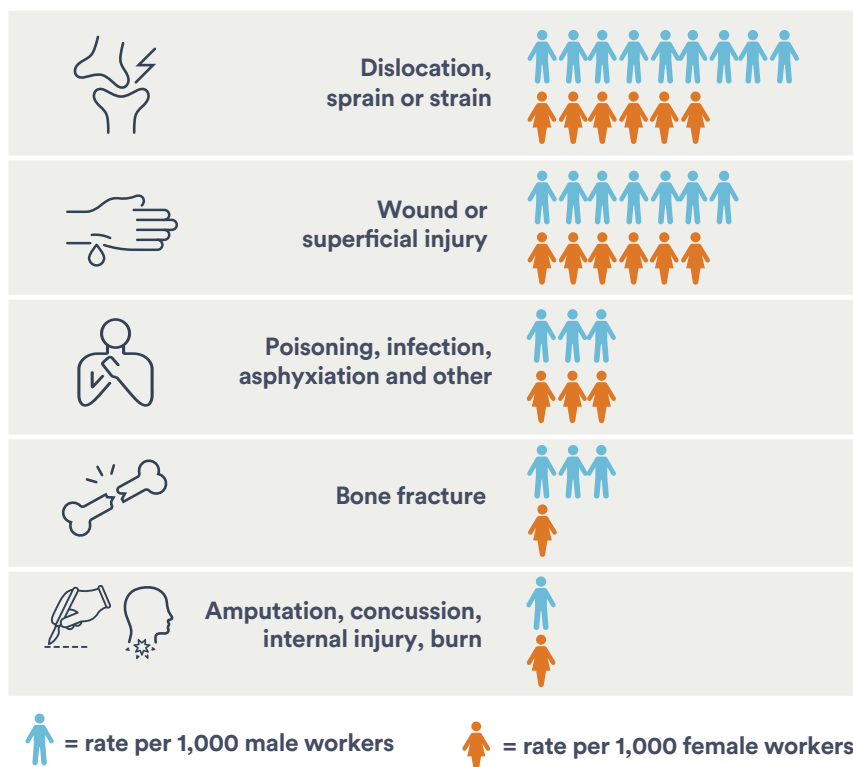 Dislocation,
sprain or strain
Wound or
superficial injury
Poisoning, infection,
asphyxiation and other
Bone fracture
Amputation, concussion,
internal injury, burn
= rate per 1,000 male workers
= rate per 1,000 female workers